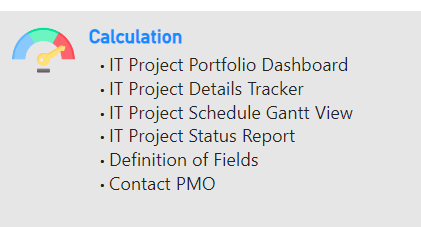 Calculation
• IT Project Portfolio Dashboard
• IT Project Details Tracker
• IT Project Schedule Gantt View
• IT Project Status Report
• Definition of Fields
• Contact PMO